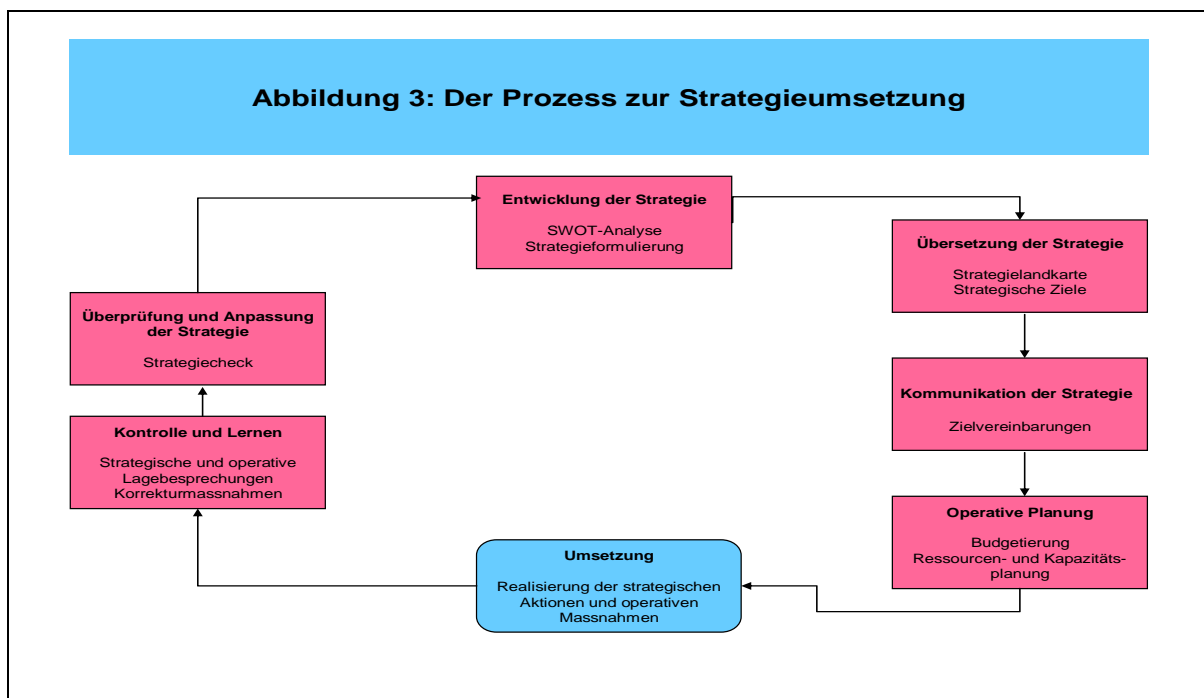 Abbildung 3: Der Prozess zur Strategieumsetzung
Entwicklung der Strategie
SWOT-Analyse
Strategieformulierung
Übersetzung der Strategie
Strategielandkarte
Strategische Ziele
Kommunikation der Strategie
Zielvereinbarungen
Operative Planung
Budgetierung
Ressourcen- und Kapazitäts-
planung
Umsetzung
Realisierung der strategischen
Aktionen und operativen
Massnahmen
Kontrolle und Lernen
Strategische und operative
Lagebesprechungen
Korrekturmassnahmen
Überprüfung und Anpassung
der Strategie
Strategiecheck